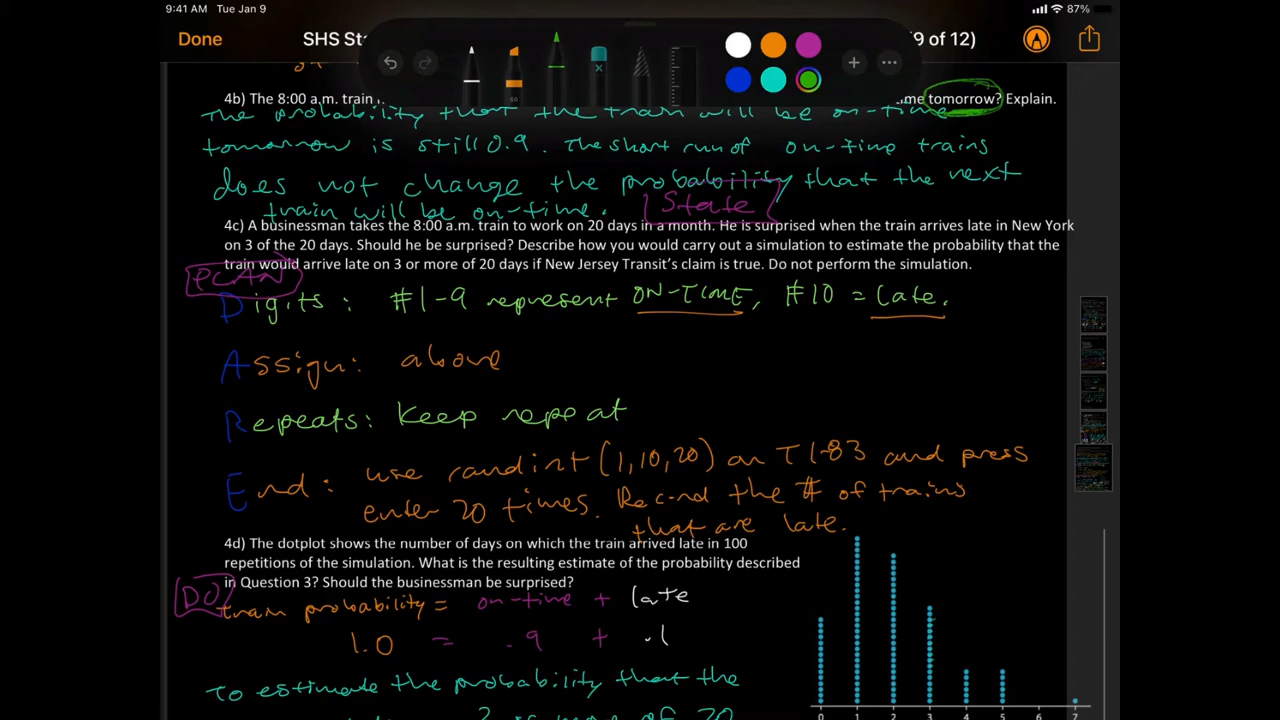 9:41 AM Tue Jan 9 87%
Done SHS Sta 9 of 12)
50
4b) The 8:00 a.m. train me tomorrow? Explain.
The probability that the train will be on-time
tomorrow is still 0.9. The short run of on-time trains
does not change the probability that the next
train will be on-time.
State
4c) A businessman takes the 8:00 a.m. train to work on 20 days in a month. He is surprised when the train arrives late in New York
on 3 of the 20 days. Should he be surprised? Describe how you would carry out a simulation to estimate the probability that the
train would arrive late on 3 or more of 20 days if New Jersey Transit's claim is true. Do not perform the simulation.
PLAN
Digits: #1-9 represent ON-TIME, #10 = late.
Assign: above
Repeats: Keep repeat
End: use randint (1,10,20) on TI-83 and press
enter 20 times. Record the # of trains
that are late.
4d) The dotplot shows the number of days on which the train arrived late in 100
repetitions of the simulation. What is the resulting estimate of the probability described
in Question 3? Should the businessman be surprised?
DO
train probability = on-time + late
1.0 = .9 + .1
To estimate the probability that the
3 is more of 20
0 1 2 3 4 5 7